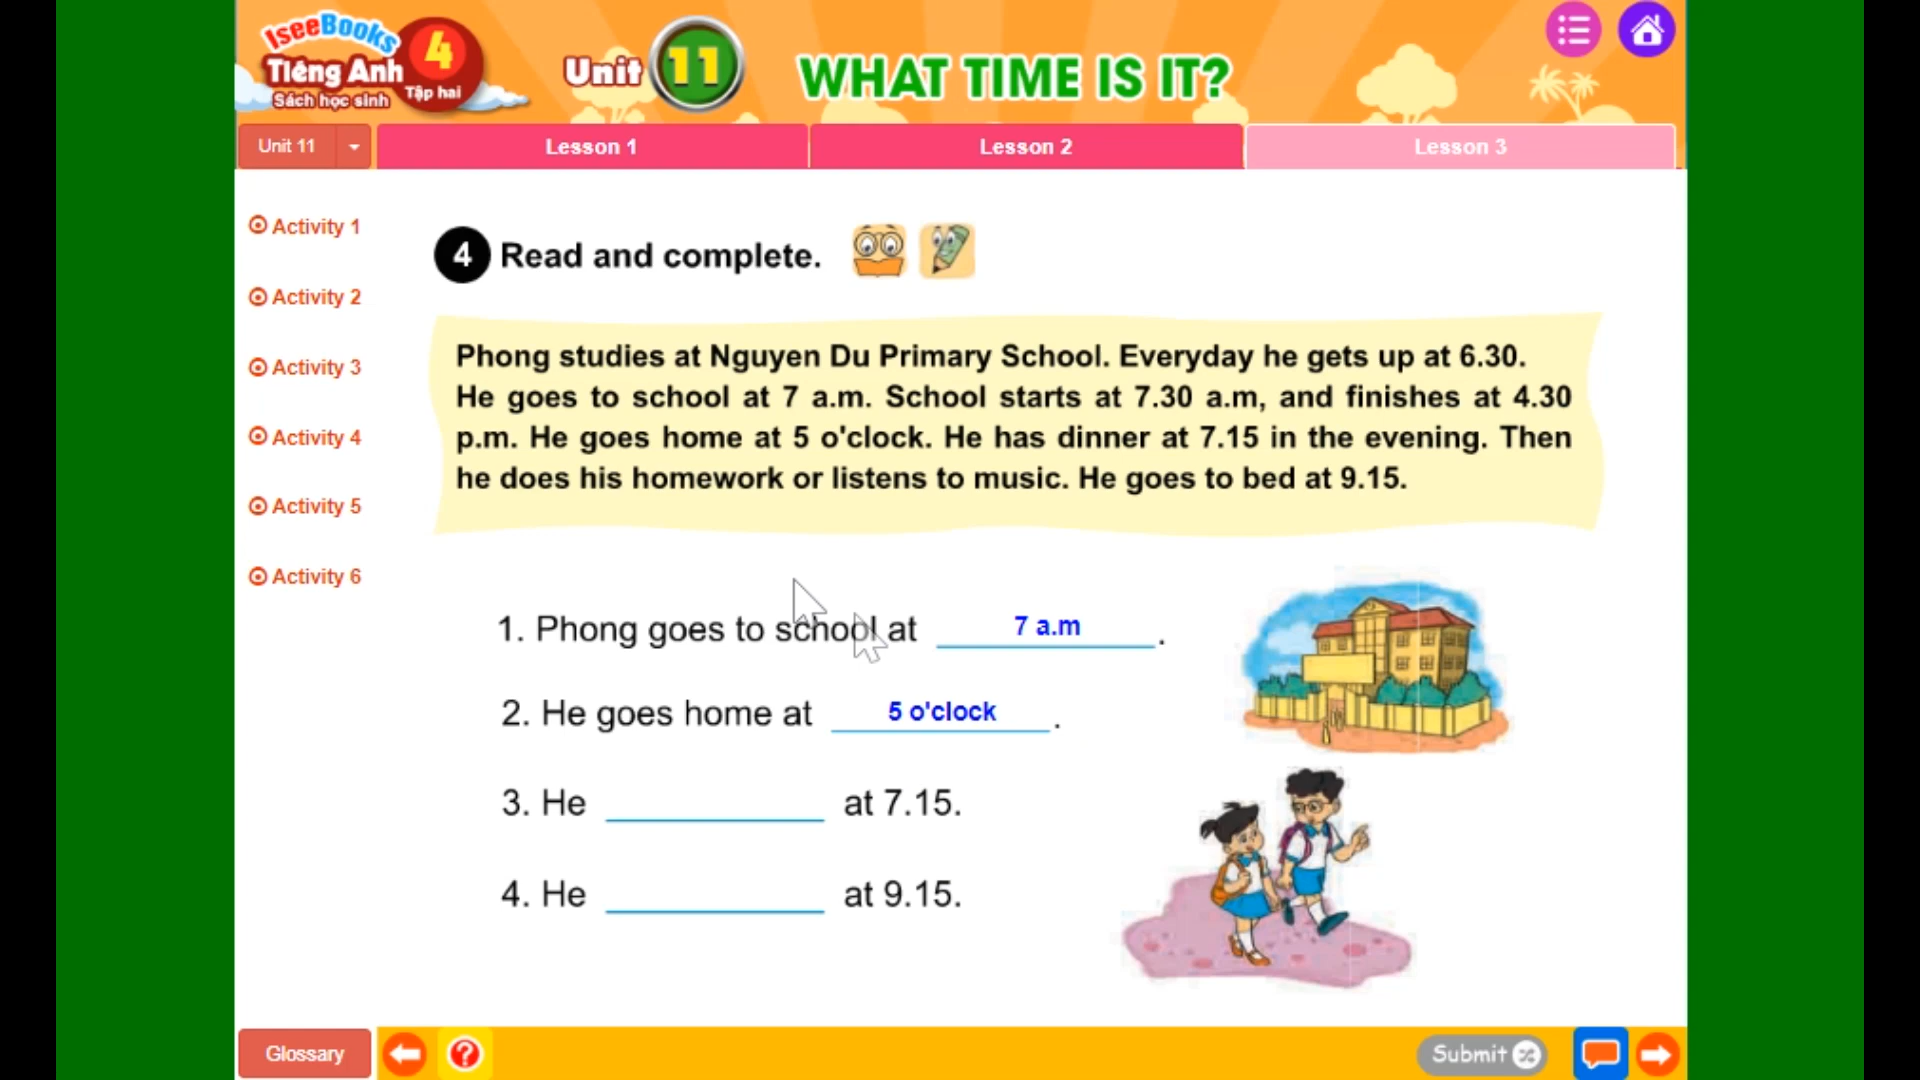 IseeBooks
Tiếng Anh 4
Sách học sinh Tập hai
Unit 11 WHAT TIME IS IT?
Unit 11 Lesson 1 Lesson 2 Lesson 3
Activity 1
Activity 2
Activity 3
Activity 4
Activity 5
Activity 6
4 Read and complete.
Phong studies at Nguyen Du Primary School. Everyday he gets up at 6.30.
He goes to school at 7 a.m. School starts at 7.30 a.m, and finishes at 4.30
p.m. He goes home at 5 o'clock. He has dinner at 7.15 in the evening. Then
he does his homework or listens to music. He goes to bed at 9.15.
1. Phong goes to school at 7 a.m.
2. He goes home at 5 o'clock.
3. He ____________ at 7.15.
4. He ____________ at 9.15.
Glossary ? Submit